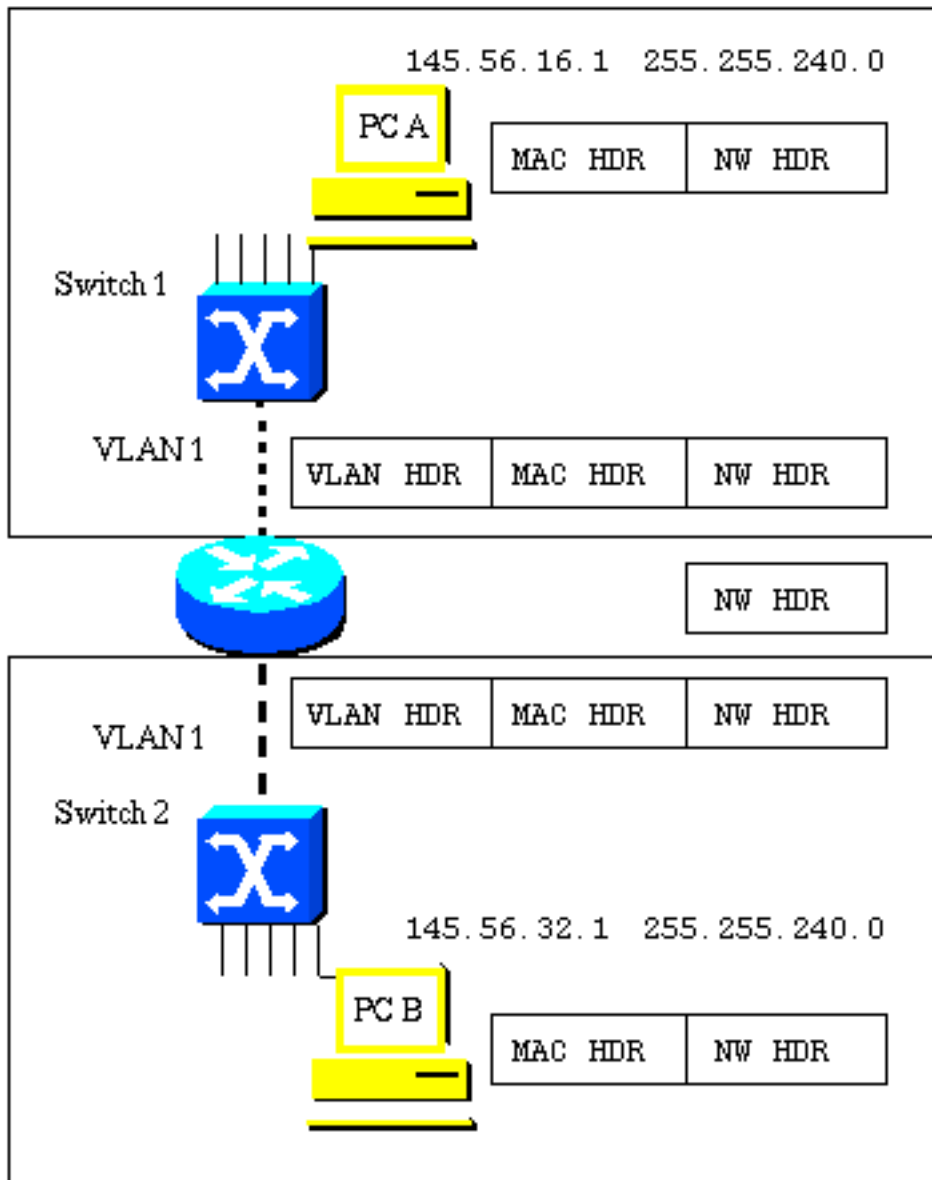 145.56.16.1 255.255.240.0
PC A
MAC HDR NW HDR
Switch 1
VLAN 1
VLAN HDR MAC HDR NW HDR
NW HDR
VLAN HDR MAC HDR NW HDR
VLAN 1
Switch 2
145.56.32.1 255.255.240.0
PC B
MAC HDR NW HDR